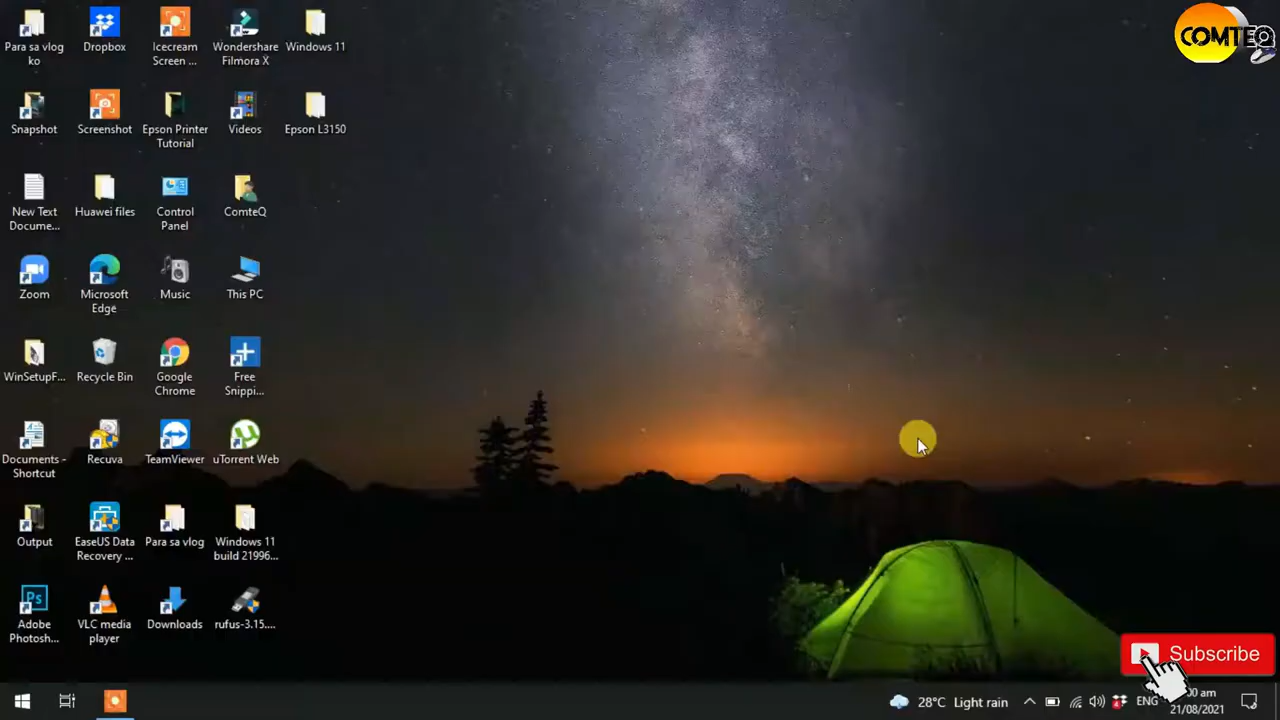 Para sa vlog
ko
Dropbox
Icecream
Screen ...
Wondershare
Filmora X
Windows 11
Snapshot
Screenshot
Epson Printer
Tutorial
Videos
Epson L3150
New Text
Docume...
Huawei files
Control
Panel
ComteQ
Zoom
Microsoft
Edge
Music
This PC
WinSetupF...
Recycle Bin
Google
Chrome
Free
Snippi...
Documents -
Shortcut
Recuva
TeamViewer
uTorrent Web
Output
EaseUS Data
Recovery ...
Para sa vlog
Windows 11
build 21996...
Ps
Adobe
Photosh...
VLC media
player
Downloads
rufus-3.15....
COMTEQ
Subscribe
28°C Light rain
ENG
00 am
21/08/2021